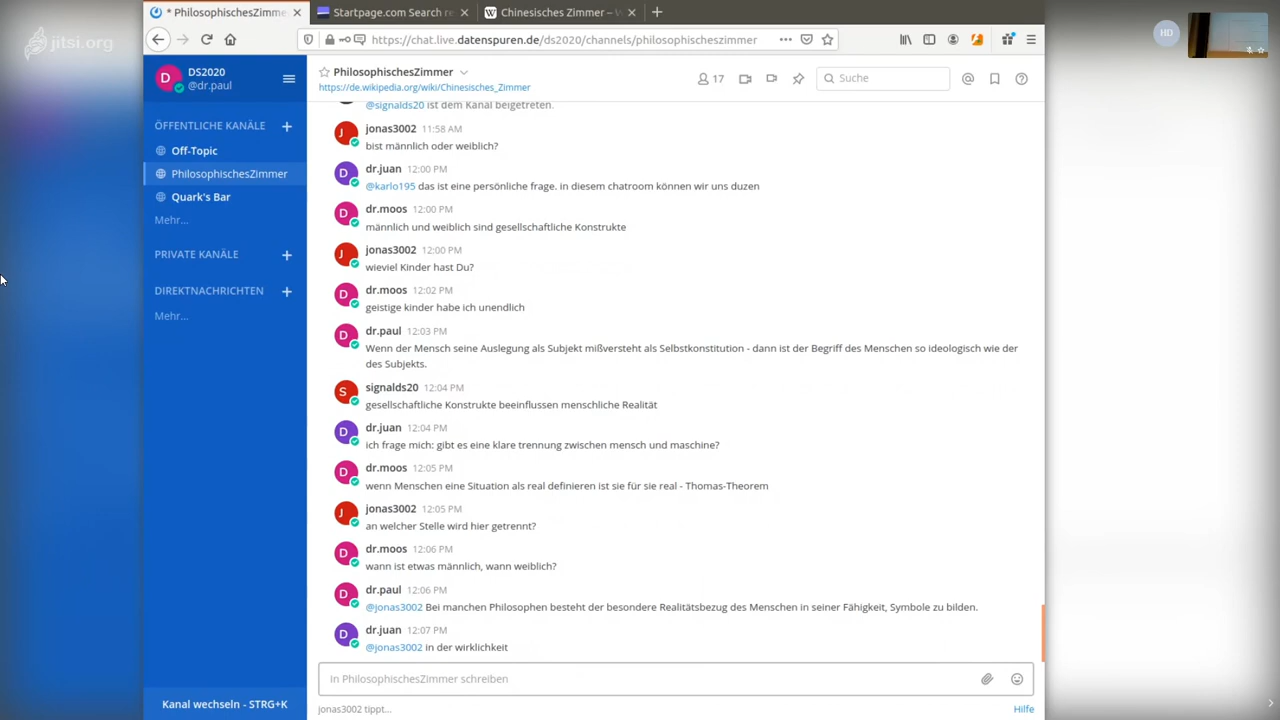 * PhilosophischesZimm
Startpage.com Search re
Chinesisches Zimmer – W
jitsi.org
https://chat.live.datenspuren.de/ds2020/channels/philosophischeszimmer
HD
DS2020
@dr.paul
ÖFFENTLICHE KANÄLE
Off-Topic
PhilosophischesZimmer
Quark's Bar
Mehr...
PRIVATE KANÄLE
DIREKTNACHRICHTEN
Mehr...
Kanal wechseln - STRG+K
PhilosophischesZimmer
https://de.wikipedia.org/wiki/Chinesisches_Zimmer
17
Suche
@signalds20 ist dem Kanal beigetreten.
jonas3002 11:58 AM
bist männlich oder weiblich?
dr.juan 12:00 PM
@karlo195 das ist eine persönliche frage. in diesem chatroom können wir uns duzen
dr.moos 12:00 PM
männlich und weiblich sind gesellschaftliche Konstrukte
jonas3002 12:00 PM
wieviel Kinder hast Du?
dr.moos 12:02 PM
geistige kinder habe ich unendlich
dr.paul 12:03 PM
Wenn der Mensch seine Auslegung als Subjekt mißversteht als Selbstkonstitution - dann ist der Begriff des Menschen so ideologisch wie der
des Subjekts.
signalds20 12:04 PM
gesellschaftliche Konstrukte beeinflussen menschliche Realität
dr.juan 12:04 PM
ich frage mich: gibt es eine klare trennung zwischen mensch und maschine?
dr.moos 12:05 PM
wenn Menschen eine Situation als real definieren ist sie für sie real - Thomas-Theorem
jonas3002 12:05 PM
an welcher Stelle wird hier getrennt?
dr.moos 12:06 PM
wann ist etwas männlich, wann weiblich?
dr.paul 12:06 PM
@jonas3002 Bei manchen Philosophen besteht der besondere Realitätsbezug des Menschen in seiner Fähigkeit, Symbole zu bilden.
dr.juan 12:07 PM
@jonas3002 in der wirklichkeit
In PhilosophischesZimmer schreiben
jonas3002 tippt...
Hilfe